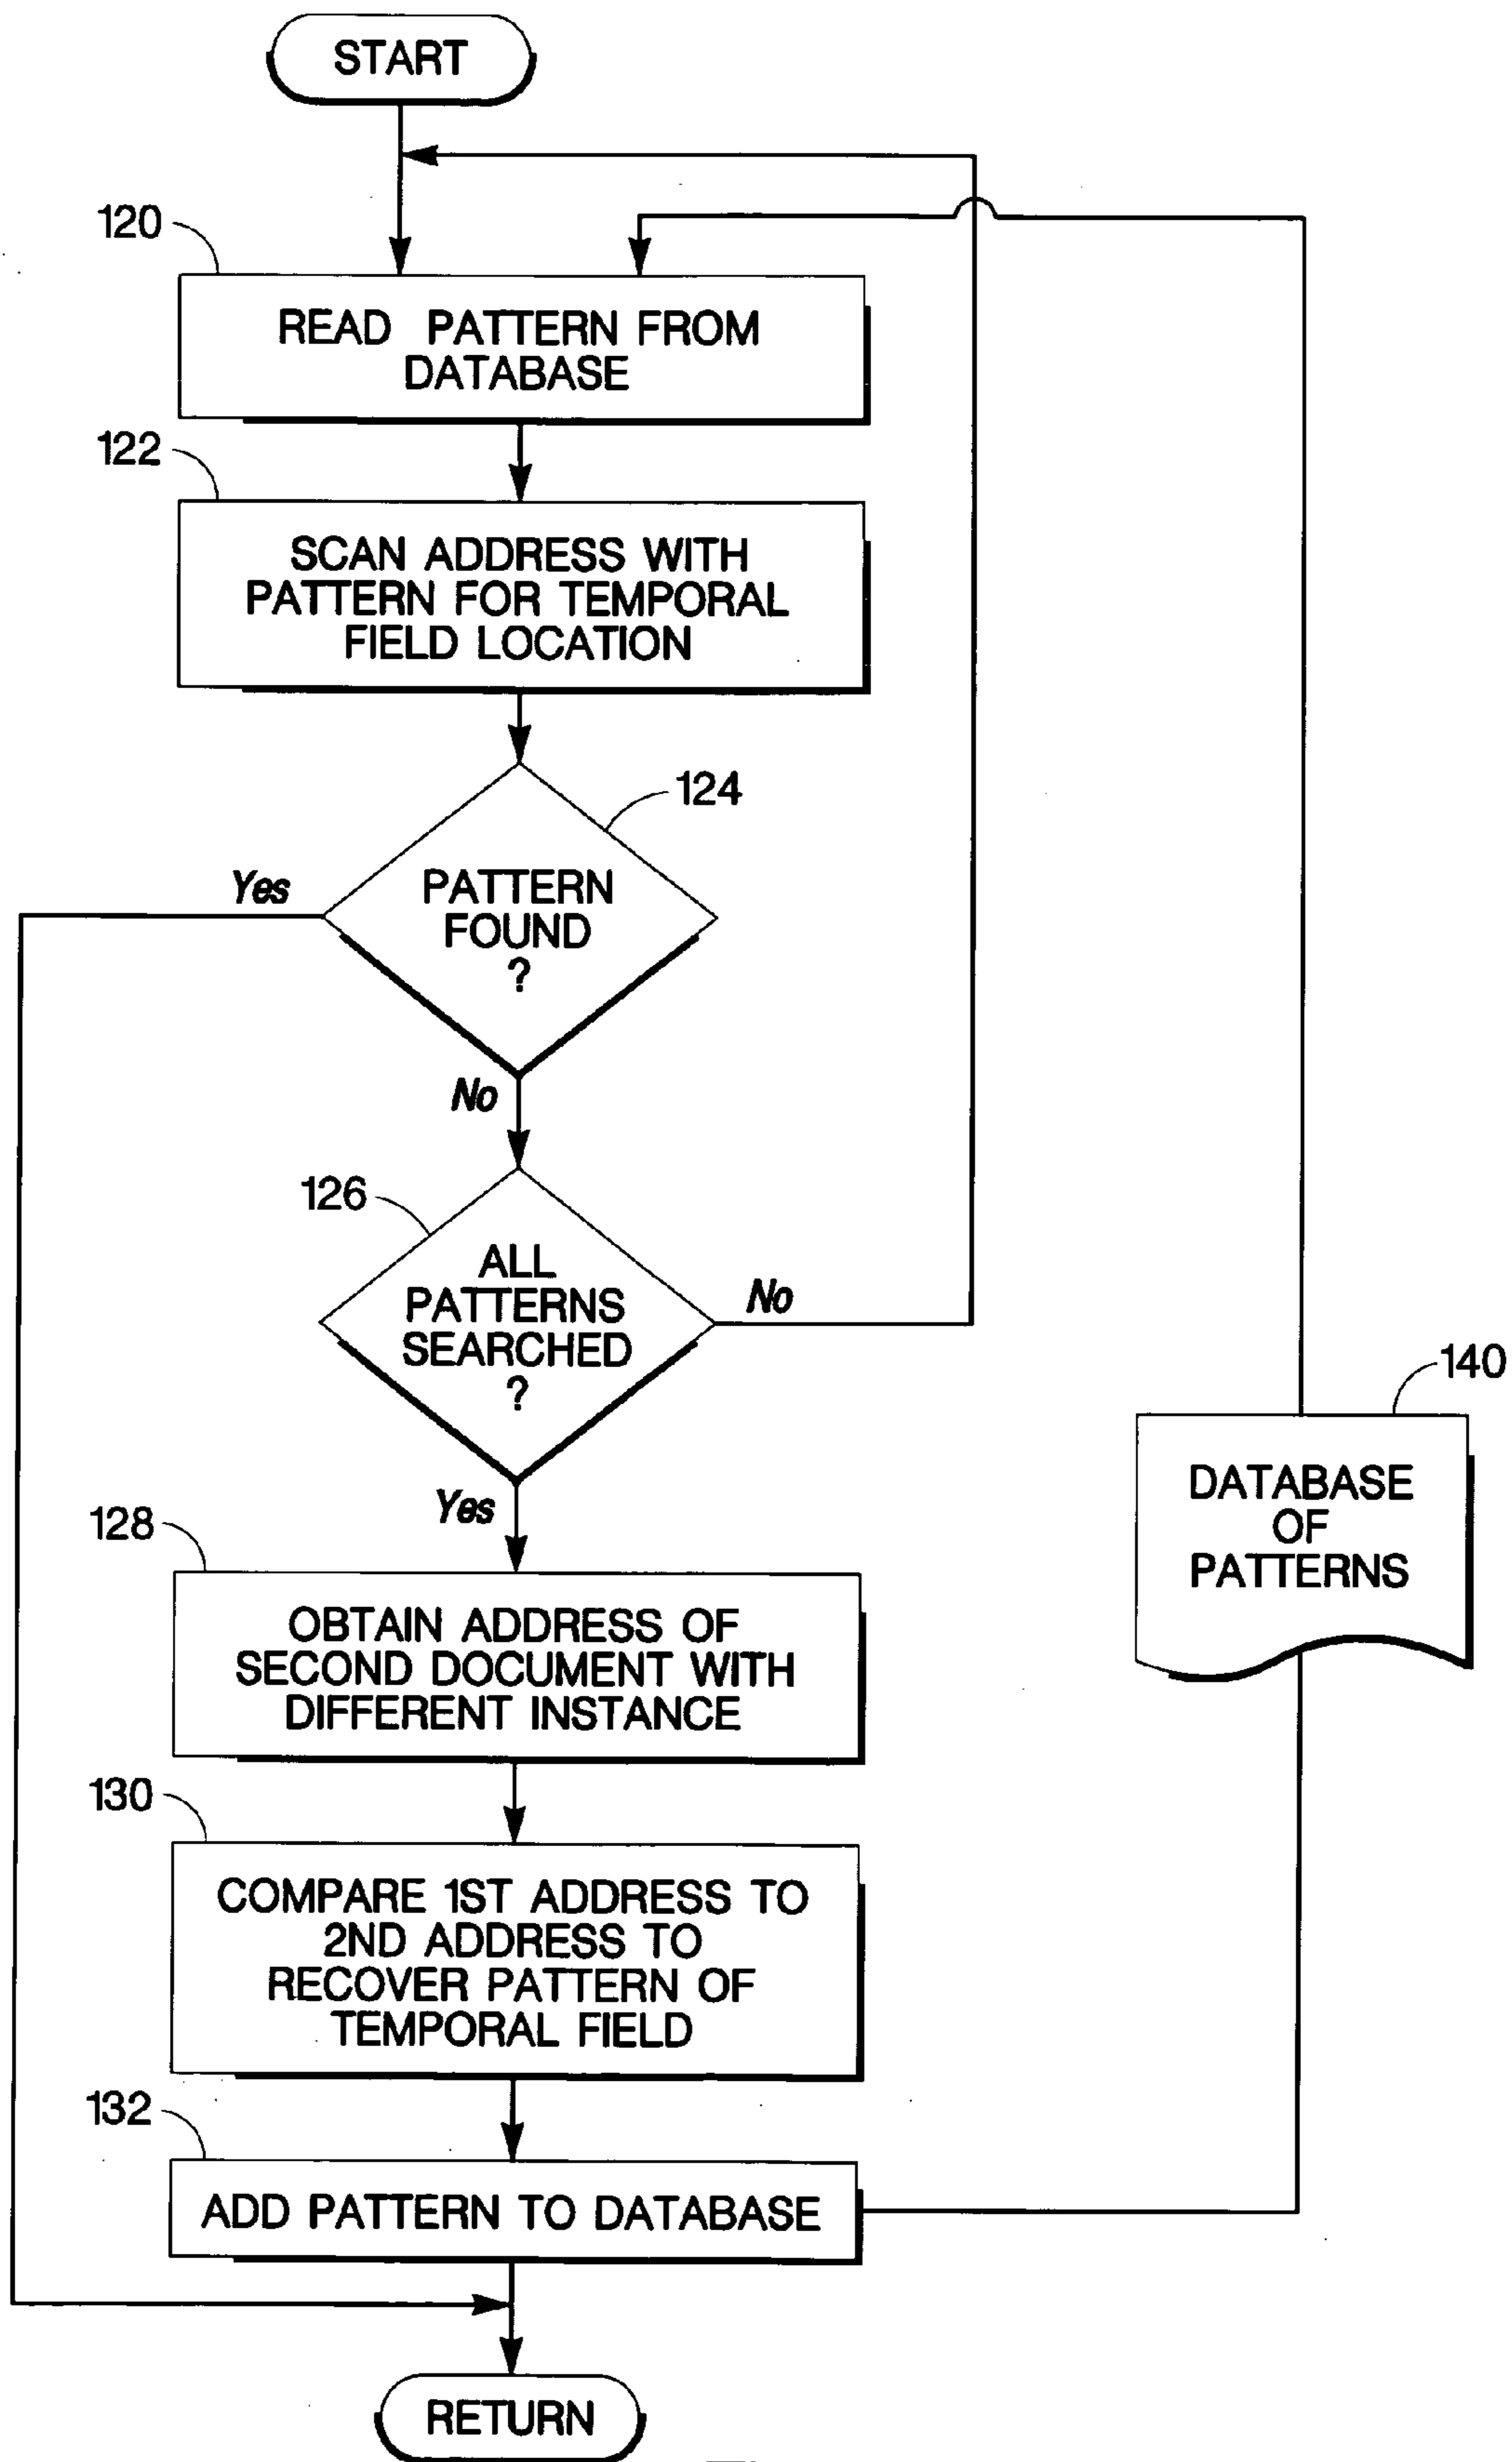 START
120
READ PATTERN FROM
DATABASE
122
SCAN ADDRESS WITH
PATTERN FOR TEMPORAL
FIELD LOCATION
124
Yes
PATTERN
FOUND
?
No
126
ALL
PATTERNS
SEARCHED
?
No
140
DATABASE
OF
PATTERNS
Yes
128
OBTAIN ADDRESS OF
SECOND DOCUMENT WITH
DIFFERENT INSTANCE
130
COMPARE 1ST ADDRESS TO
2ND ADDRESS TO
RECOVER PATTERN OF
TEMPORAL FIELD
132
ADD PATTERN TO DATABASE
RETURN